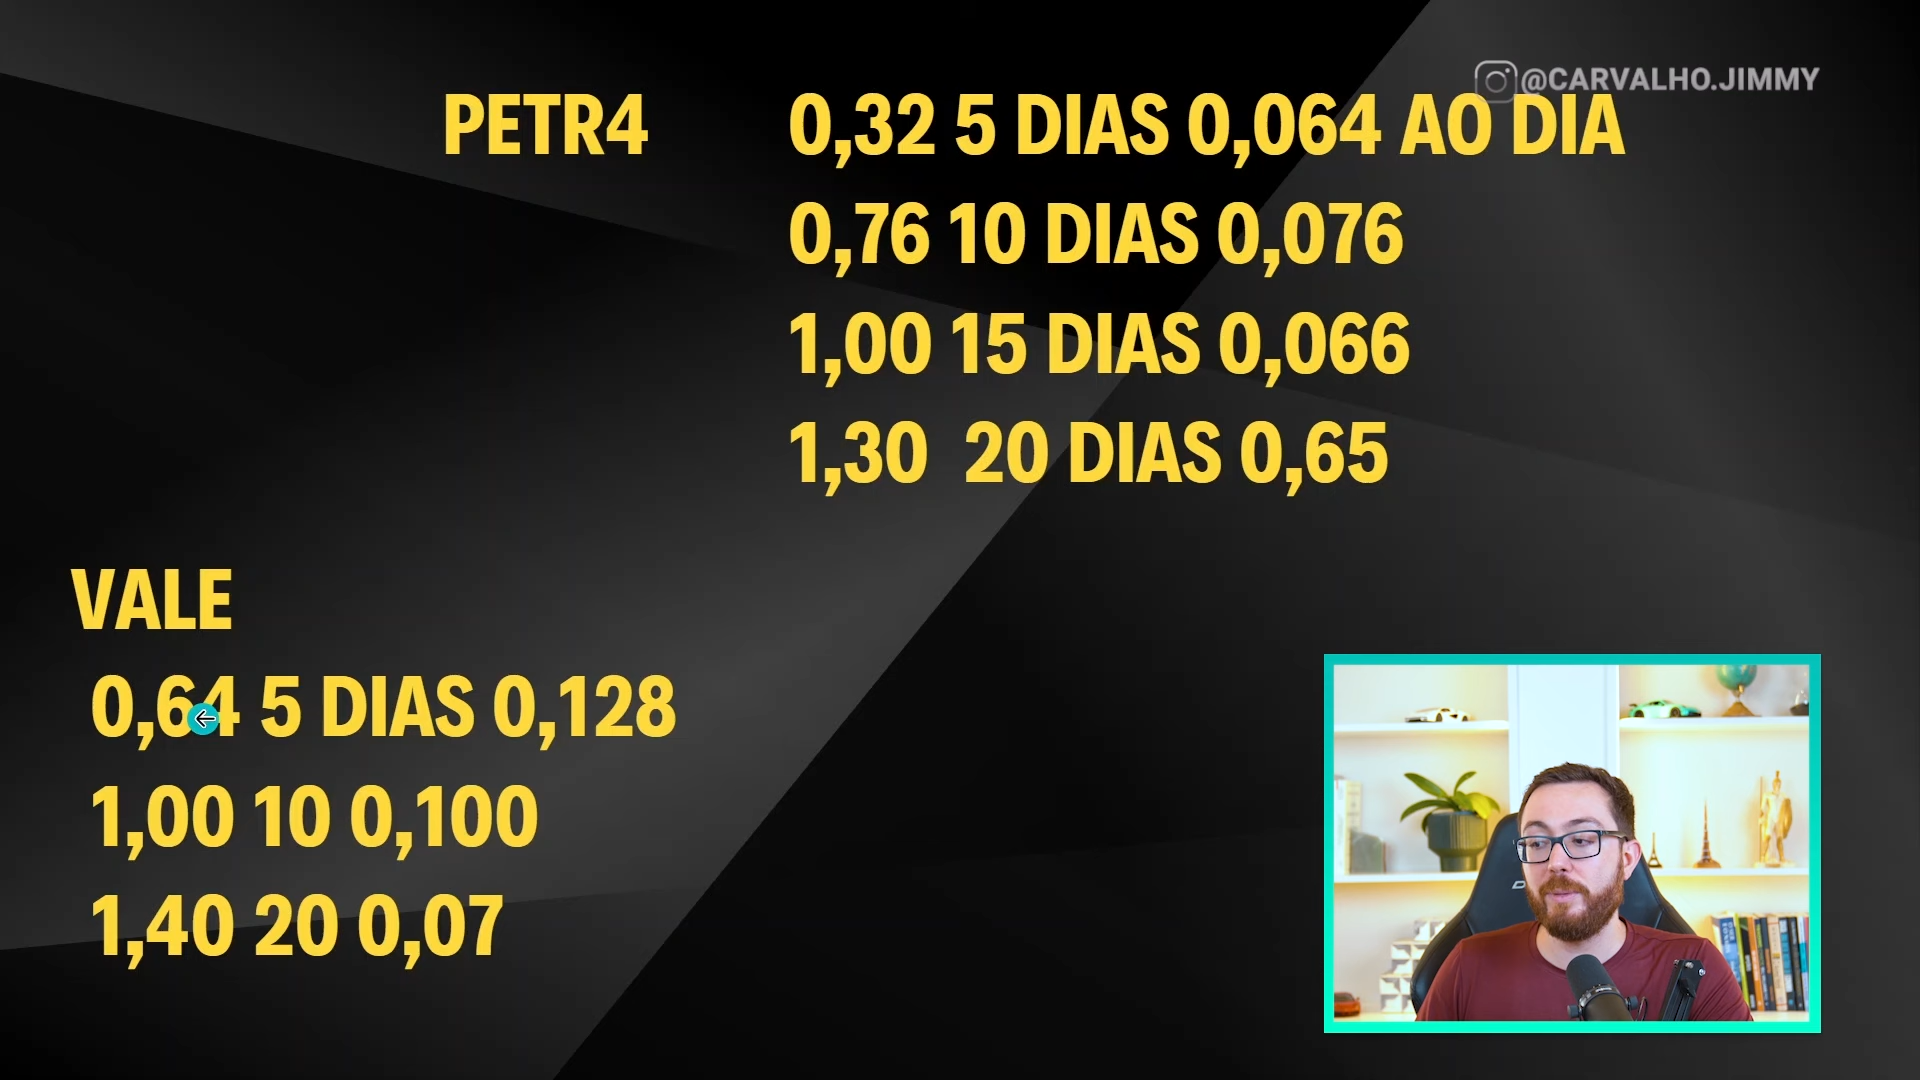 @CARVALHO.JIMMY
PETR4 0,32 5 DIAS 0,064 AO DIA
0,76 10 DIAS 0,076
1,00 15 DIAS 0,066
1,30 20 DIAS 0,65
VALE
0,64 5 DIAS 0,128
1,00 10 0,100
1,40 20 0,07